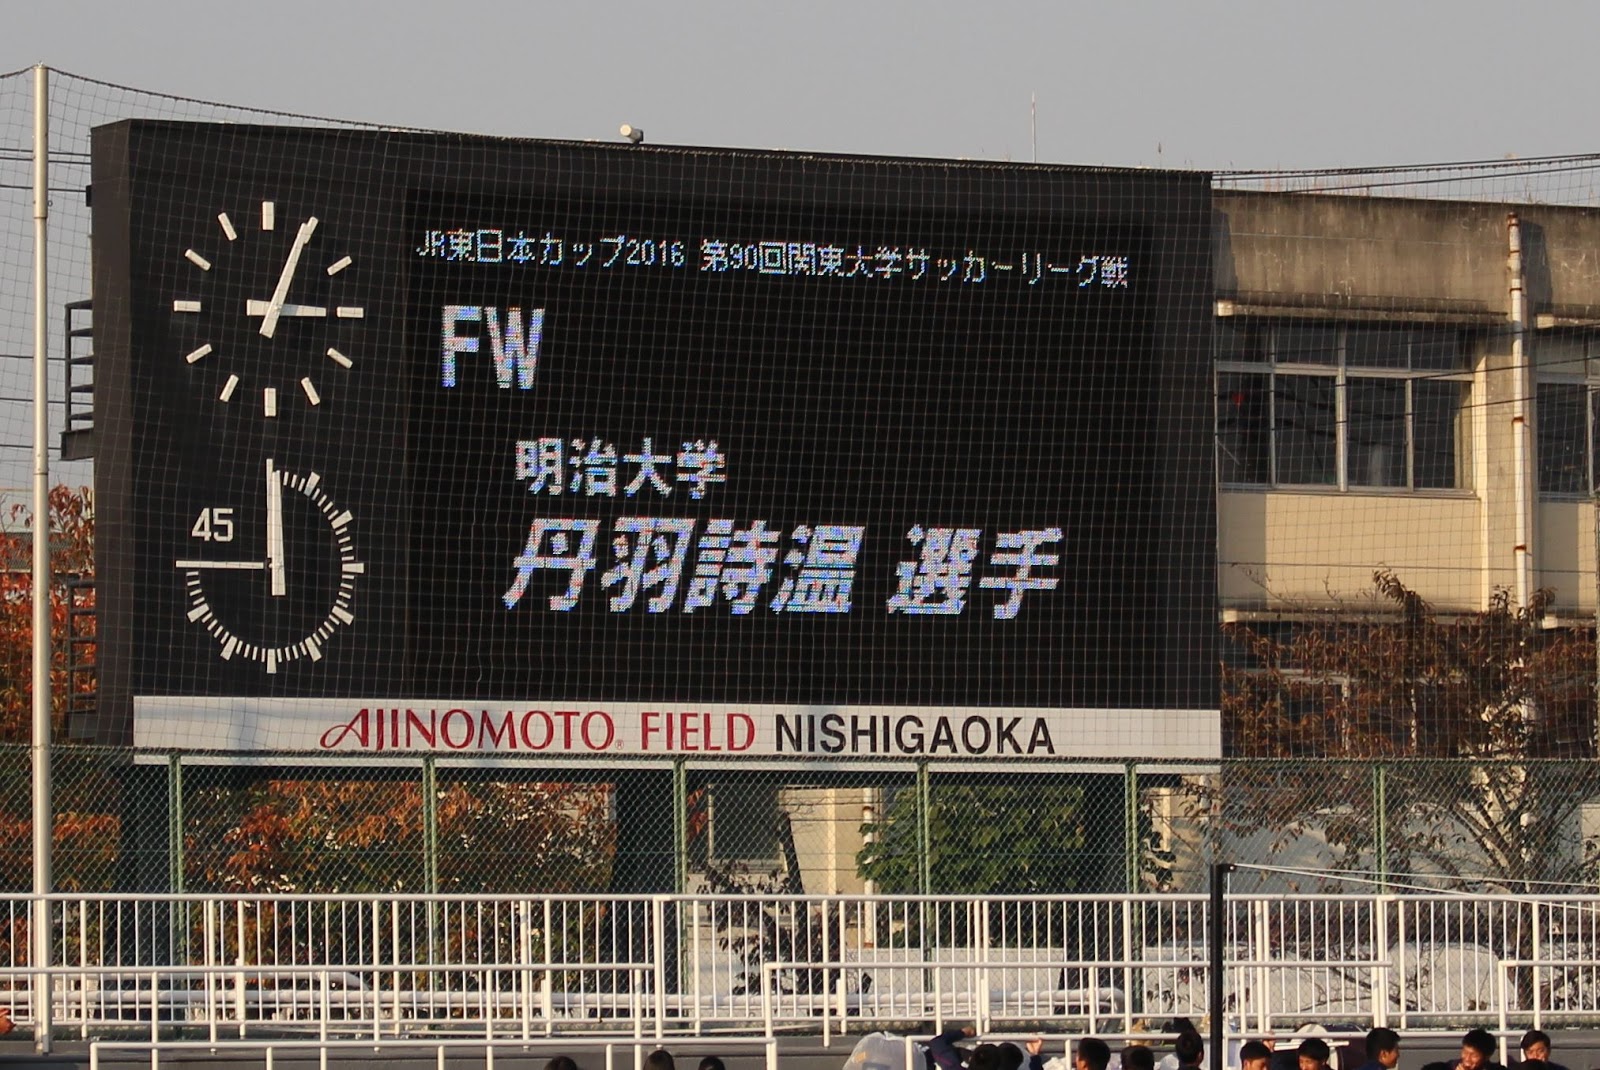 JR東日本カップ2016 第90回関東大学サッカーリーグ戦
FW
明治大学
丹羽詩温 選手
45
AJINOMOTO® FIELD NISHIGAOKA